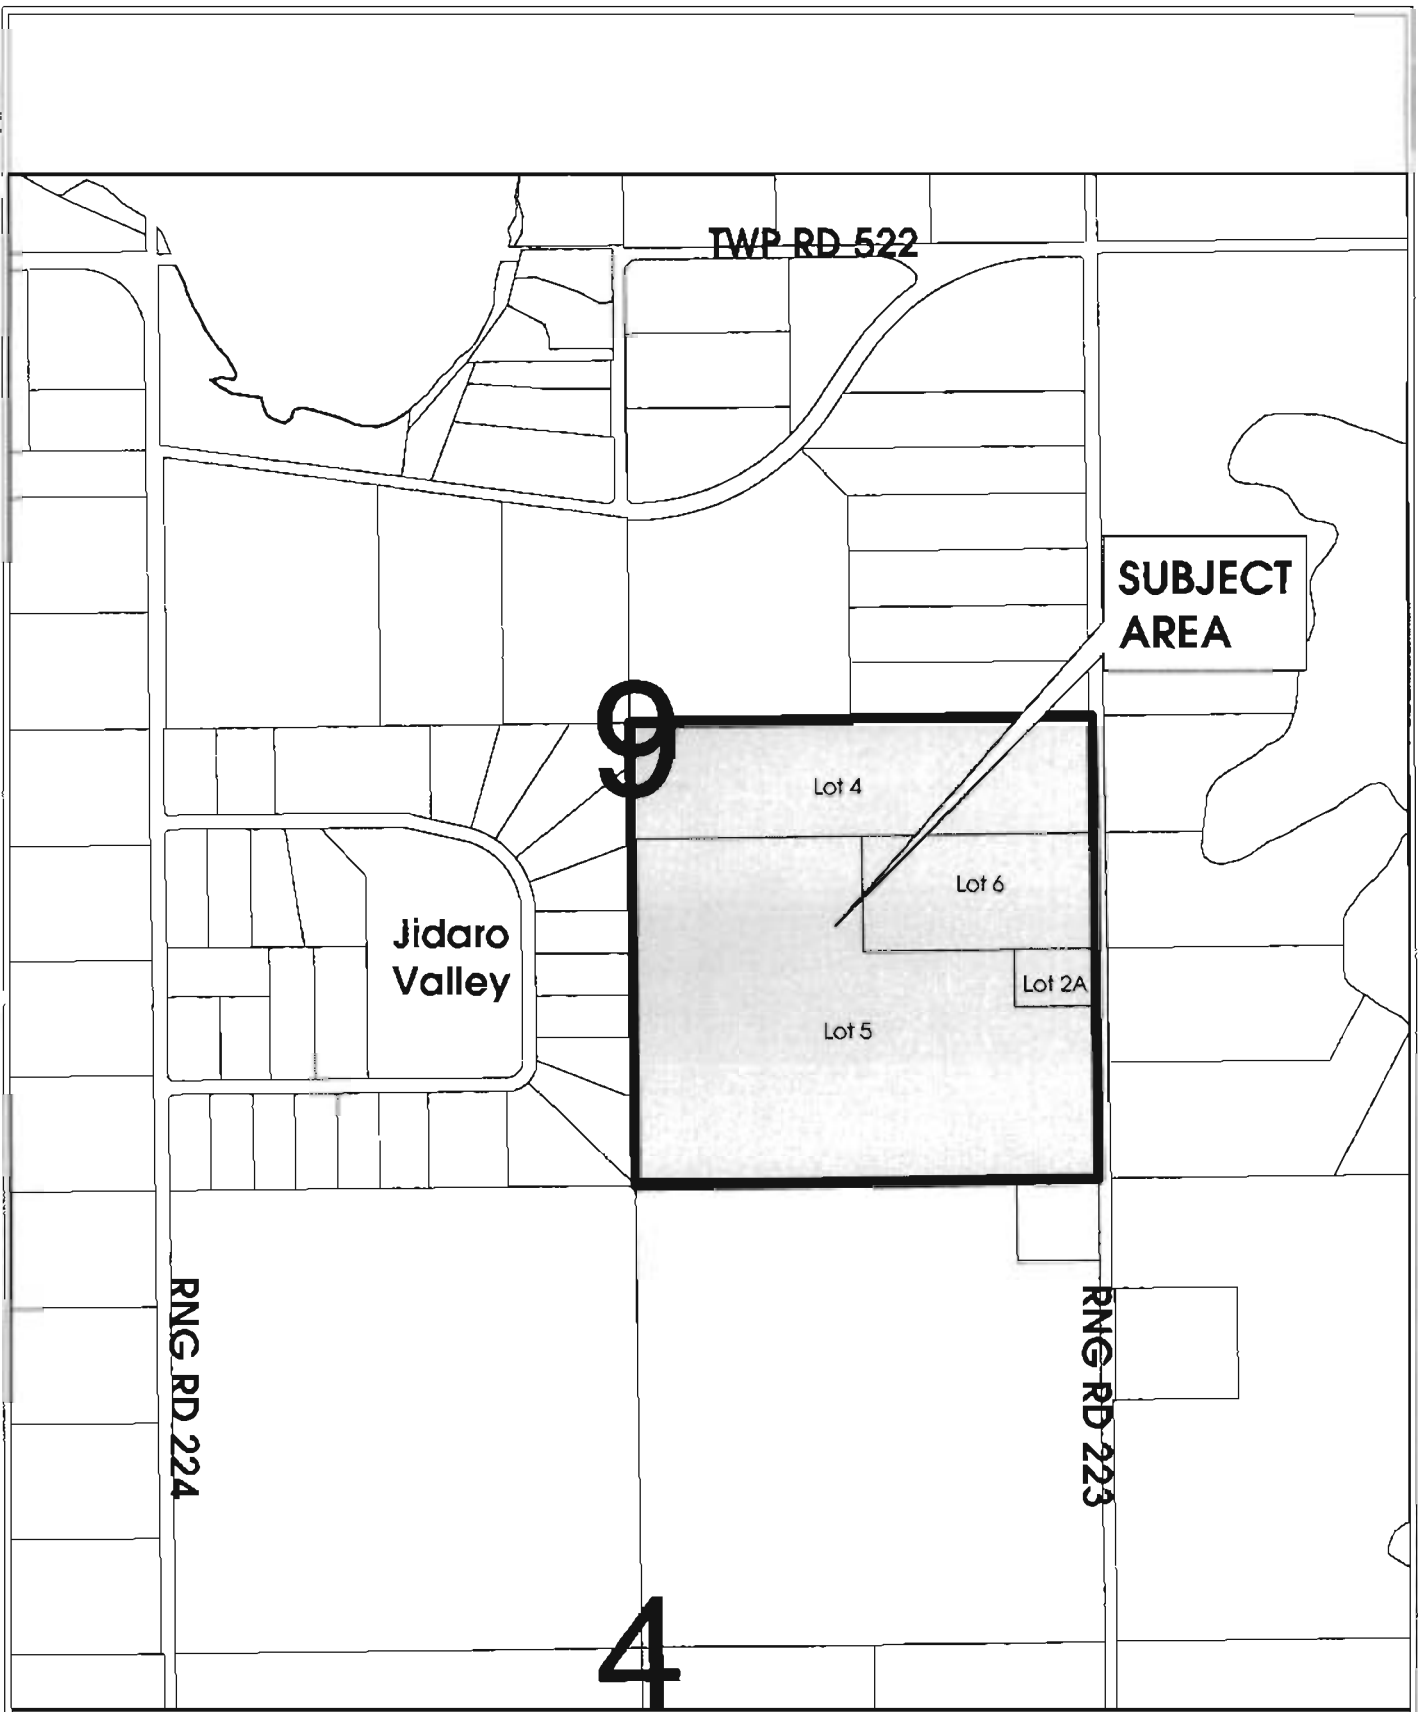 TWP RD 522
SUBJECT
AREA
9
Lot 4
Lot 6
Jidaro
Valley
Lot 2A
Lot 5
RNG RD 224
RNG RD 223
4